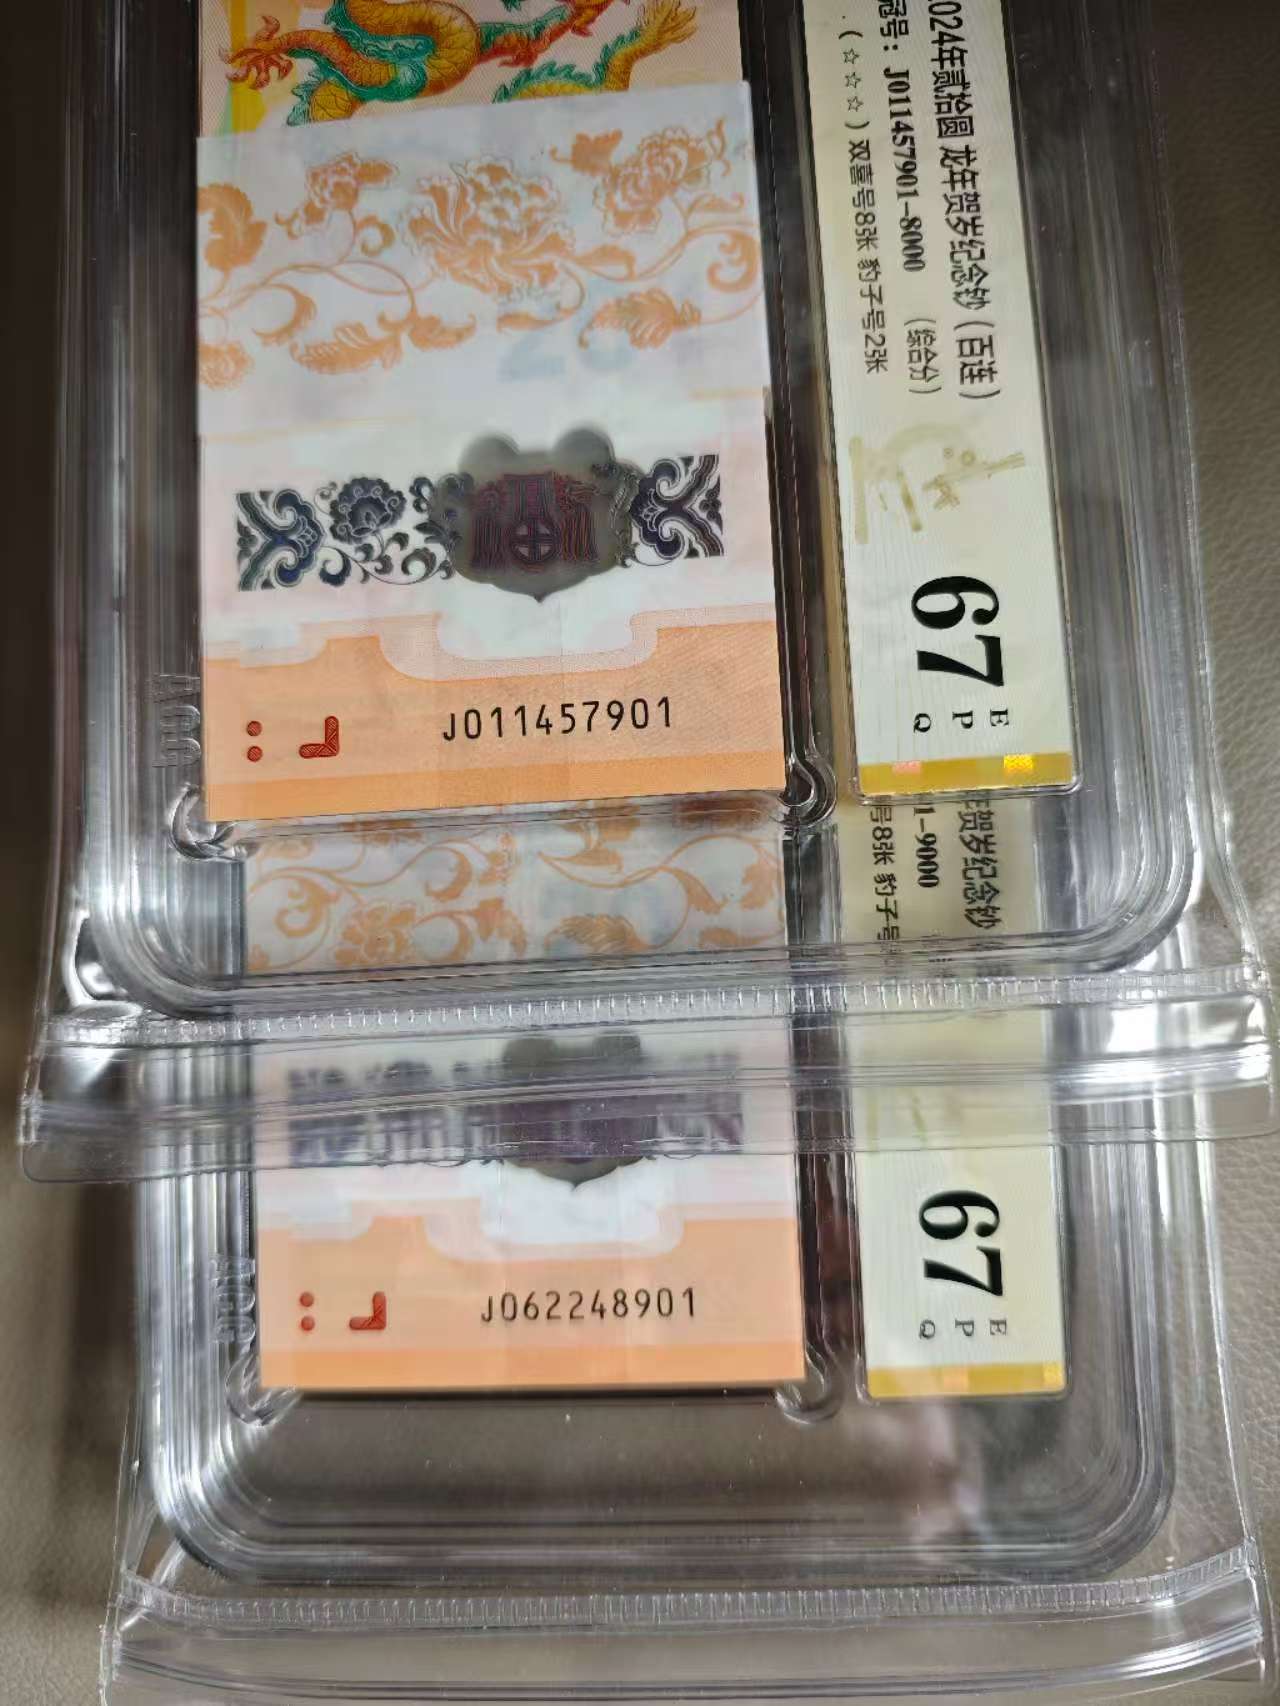 2024年贰拾圆 龙年贺岁纪念钞（百连）
冠号：J011457901-8000 （综合分）
（☆☆☆）双喜号8张 豹子号2张
67
E
P
Q
J011457901
ACG
年贺岁纪念钞
1-9000
号8张 豹子号
67
E
P
Q
J062248901
ACG